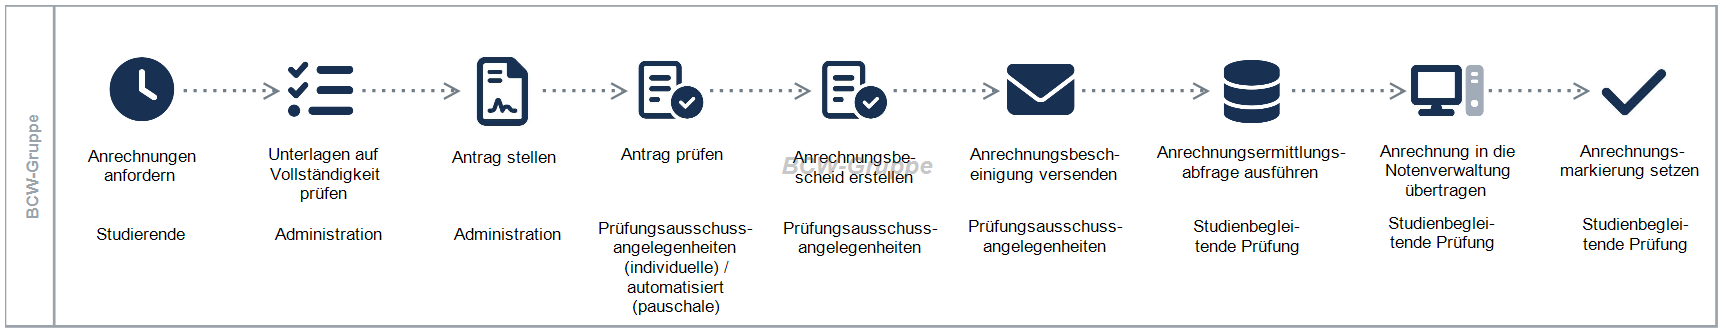 BCW-Gruppe
Anrechnungen
anfordern
Studierende
Unterlagen auf
Vollständigkeit
prüfen
Administration
Antrag stellen
Administration
Antrag prüfen
Prüfungsausschuss-
angelegenheiten
(individuelle) /
automatisiert
(pauschale)
BCW-Gruppe
Anrechnungsbe-
scheid erstellen
Prüfungsausschuss-
angelegenheiten
Anrechnungsbesch-
einigung versenden
Prüfungsausschuss-
angelegenheiten
Anrechnungsermittlungs-
abfrage ausführen
Studienbeglei-
tende Prüfung
Anrechnung in die
Notenverwaltung
übertragen
Studienbeglei-
tende Prüfung
Anrechnungs-
markierung setzen
Studienbeglei-
tende Prüfung